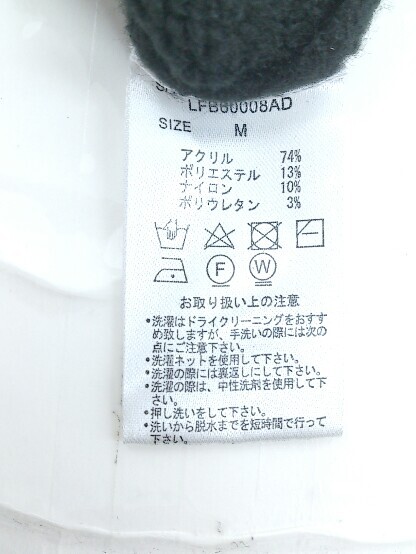 LFB60008AD
SIZE M
アクリル 74%
ポリエステル 13%
ナイロン 10%
ポリウレタン 3%
F W
お取り扱い上の注意
•洗濯はドライクリーニングをおすす
め致しますが、手洗いの際には次の
点にご注意下さい。
•洗濯ネットを使用して下さい。
•洗濯の際には裏返しにして下さい。
•洗濯の際は、中性洗剤を使用して下
さい。
•押し洗いをして下さい。
•洗いから脱水までを短時間で行って
下さい。